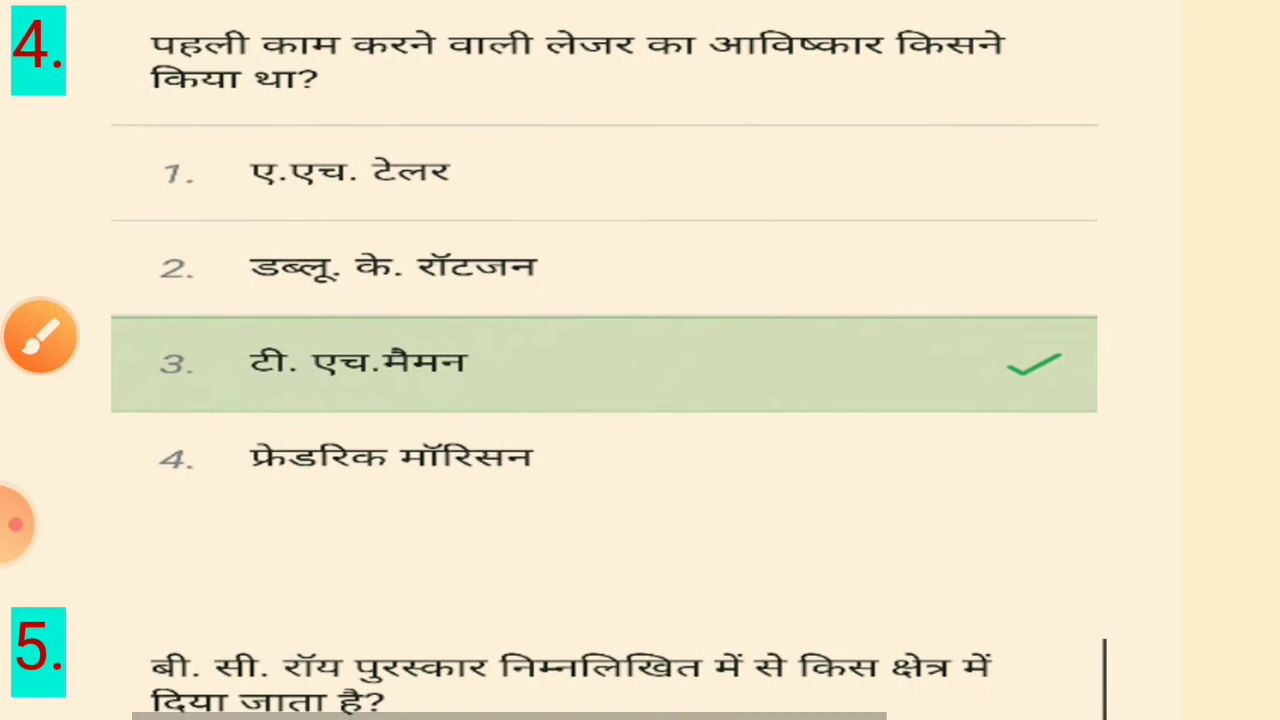 4.
पहली काम करने वाली लेजर का आविष्कार किसने
किया था?
1. ए.एच. टेलर
2. डब्लू. के. रॉटजन
3. टी. एच.मैमन
4. फ्रेडरिक मॉरिसन
5.
बी. सी. रॉय पुरस्कार निम्नलिखित में से किस क्षेत्र में
दिया जाता है?